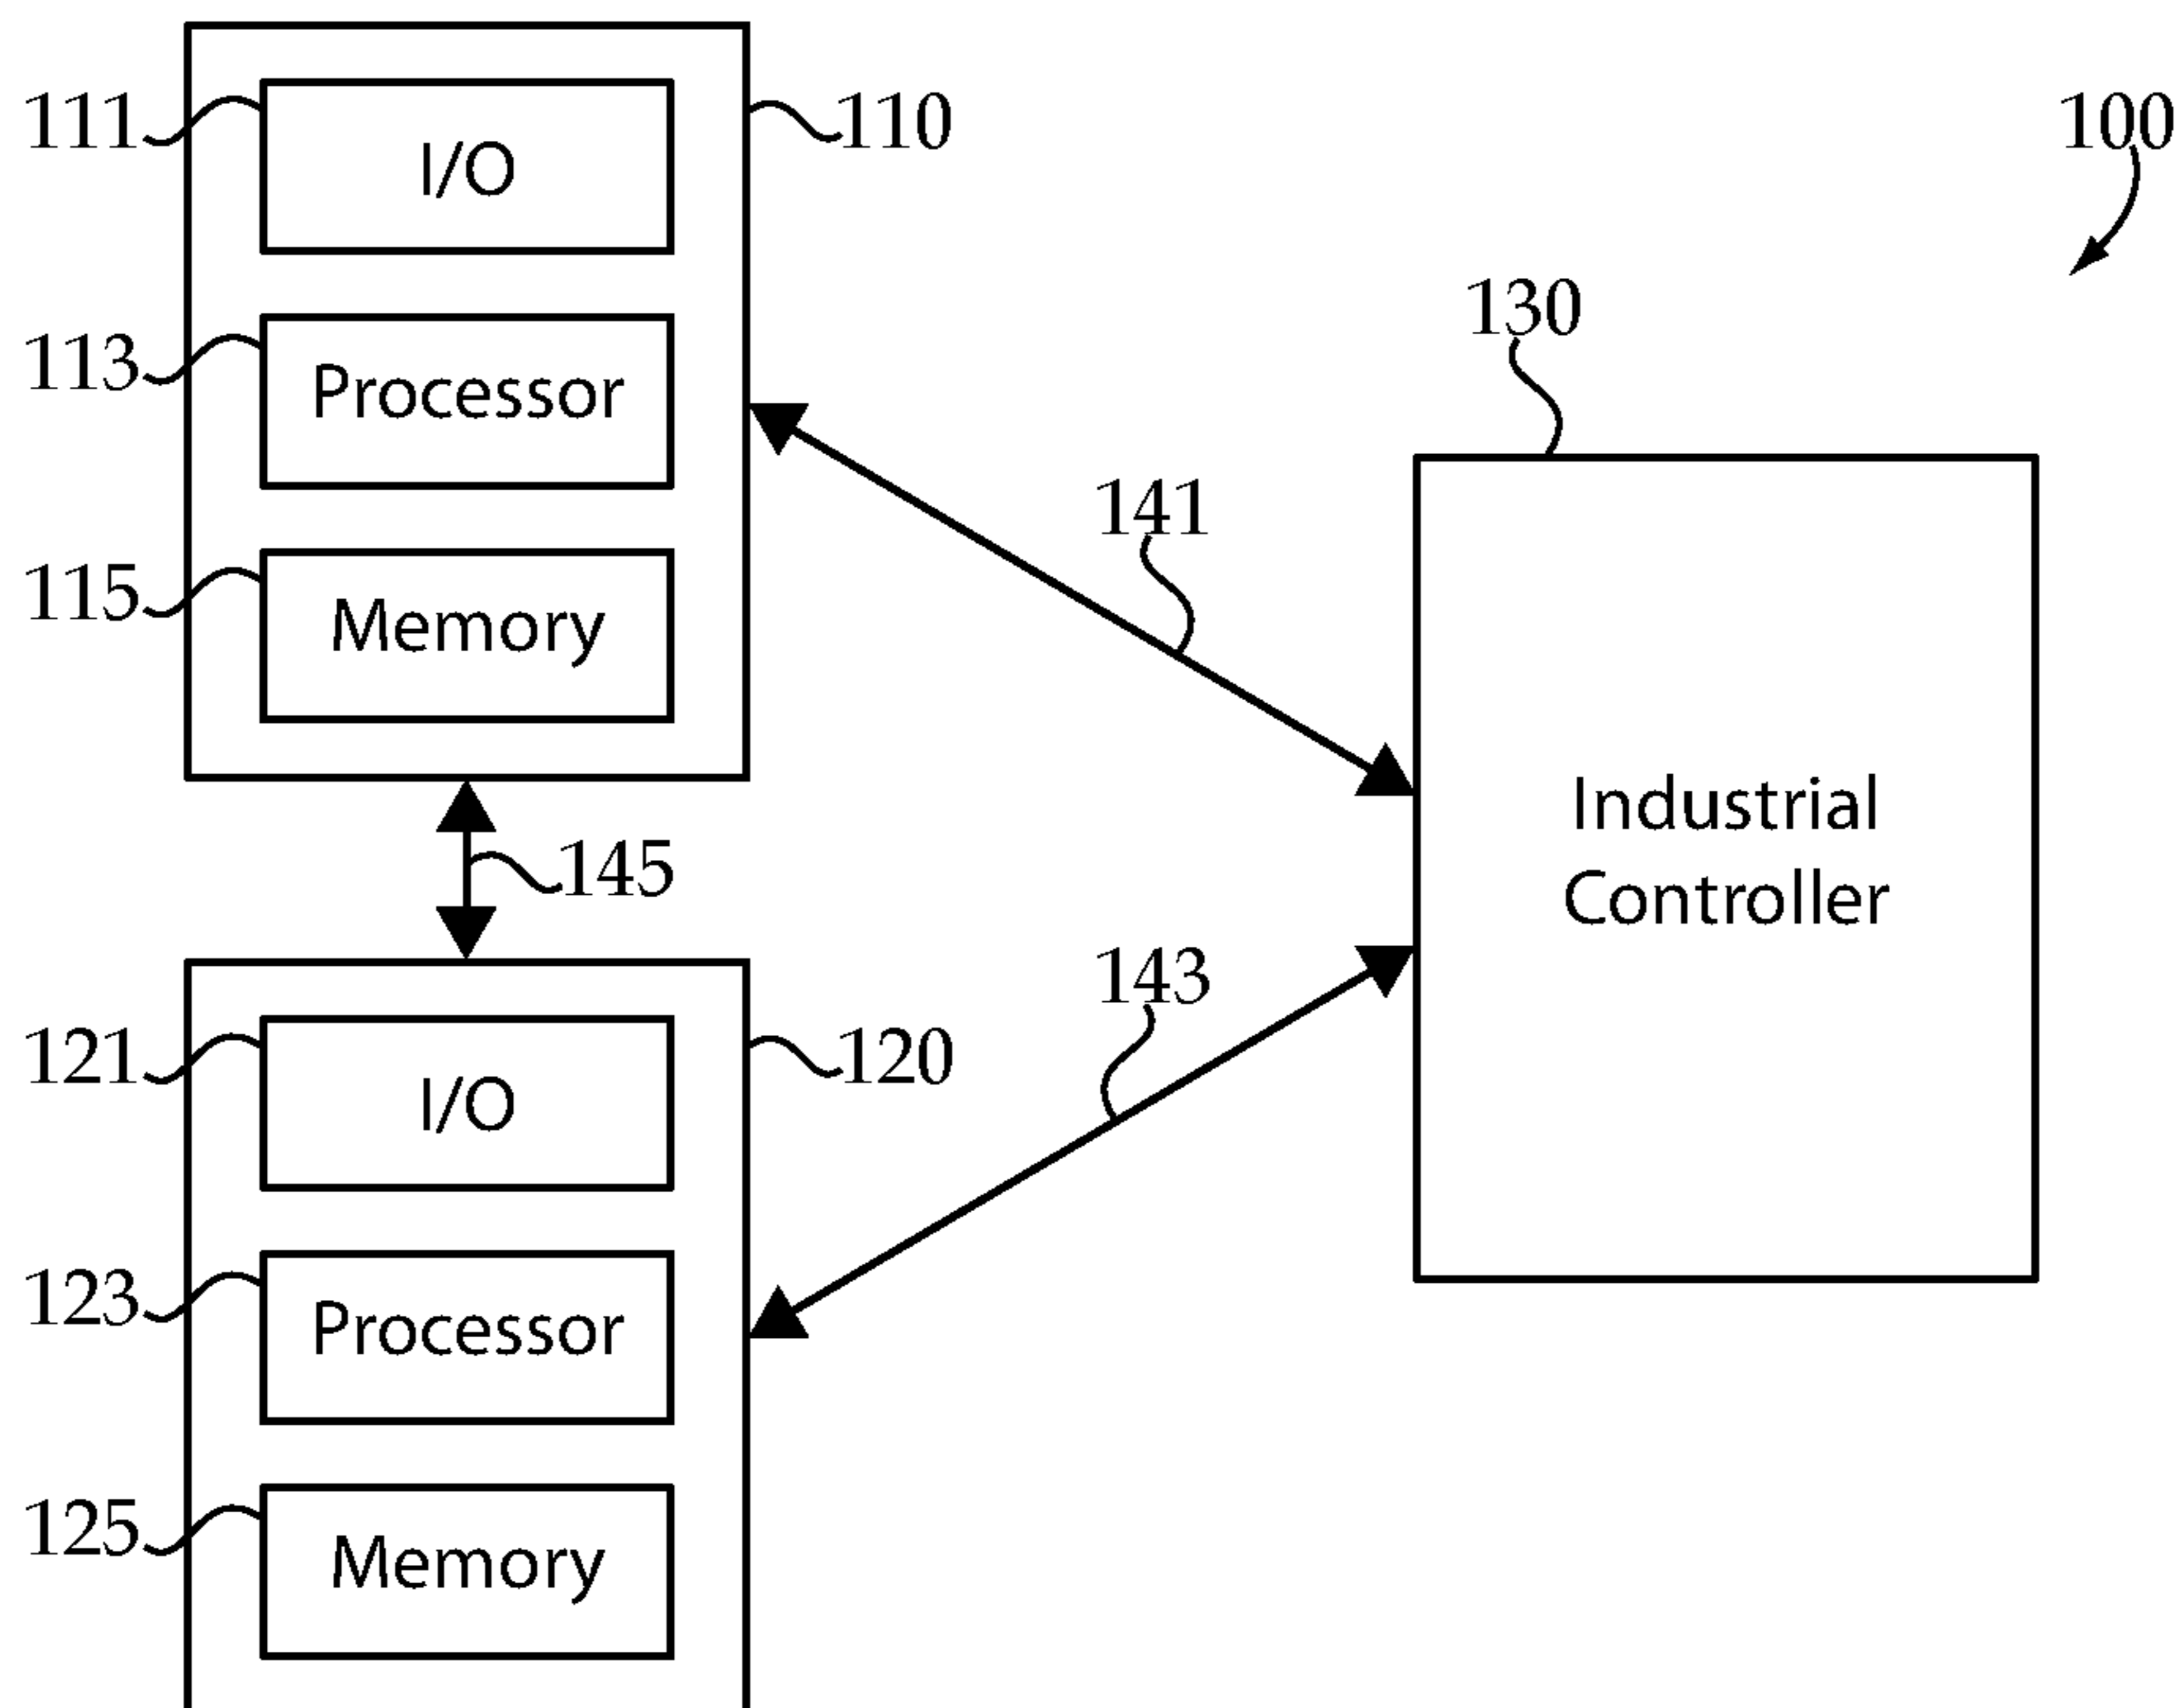 111
I/O
110
100
113
Processor
130
141
115
Memory
Industrial
Controller
145
143
121
I/O
120
123
Processor
125
Memory